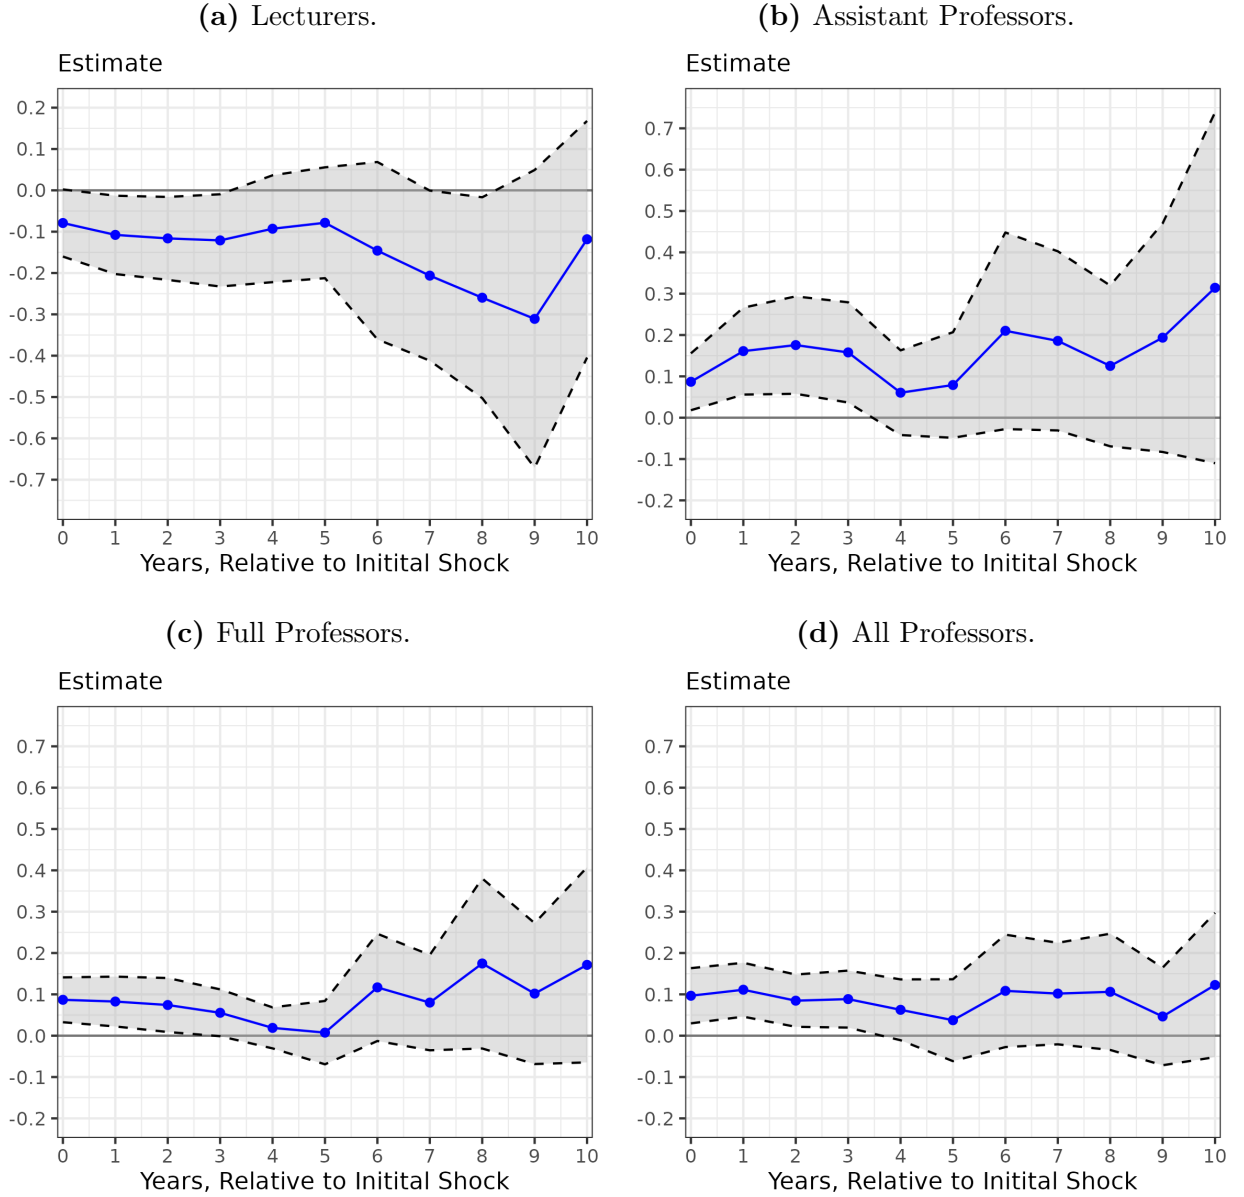 (a) Lecturers.
Estimate
0.2
0.1
0.0
-0.1
-0.2
-0.3
-0.4
-0.5
-0.6
-0.7
0 1 2 3 4 5 6 7 8 9 10
Years, Relative to Initital Shock
(b) Assistant Professors.
Estimate
0.7
0.6
0.5
0.4
0.3
0.2
0.1
0.0
-0.1
-0.2
0 1 2 3 4 5 6 7 8 9 10
Years, Relative to Initital Shock
(c) Full Professors.
Estimate
0.7
0.6
0.5
0.4
0.3
0.2
0.1
0.0
-0.1
-0.2
0 1 2 3 4 5 6 7 8 9 10
Years, Relative to Initital Shock
(d) All Professors.
Estimate
0.7
0.6
0.5
0.4
0.3
0.2
0.1
0.0
-0.1
-0.2
0 1 2 3 4 5 6 7 8 9 10
Years, Relative to Initital Shock